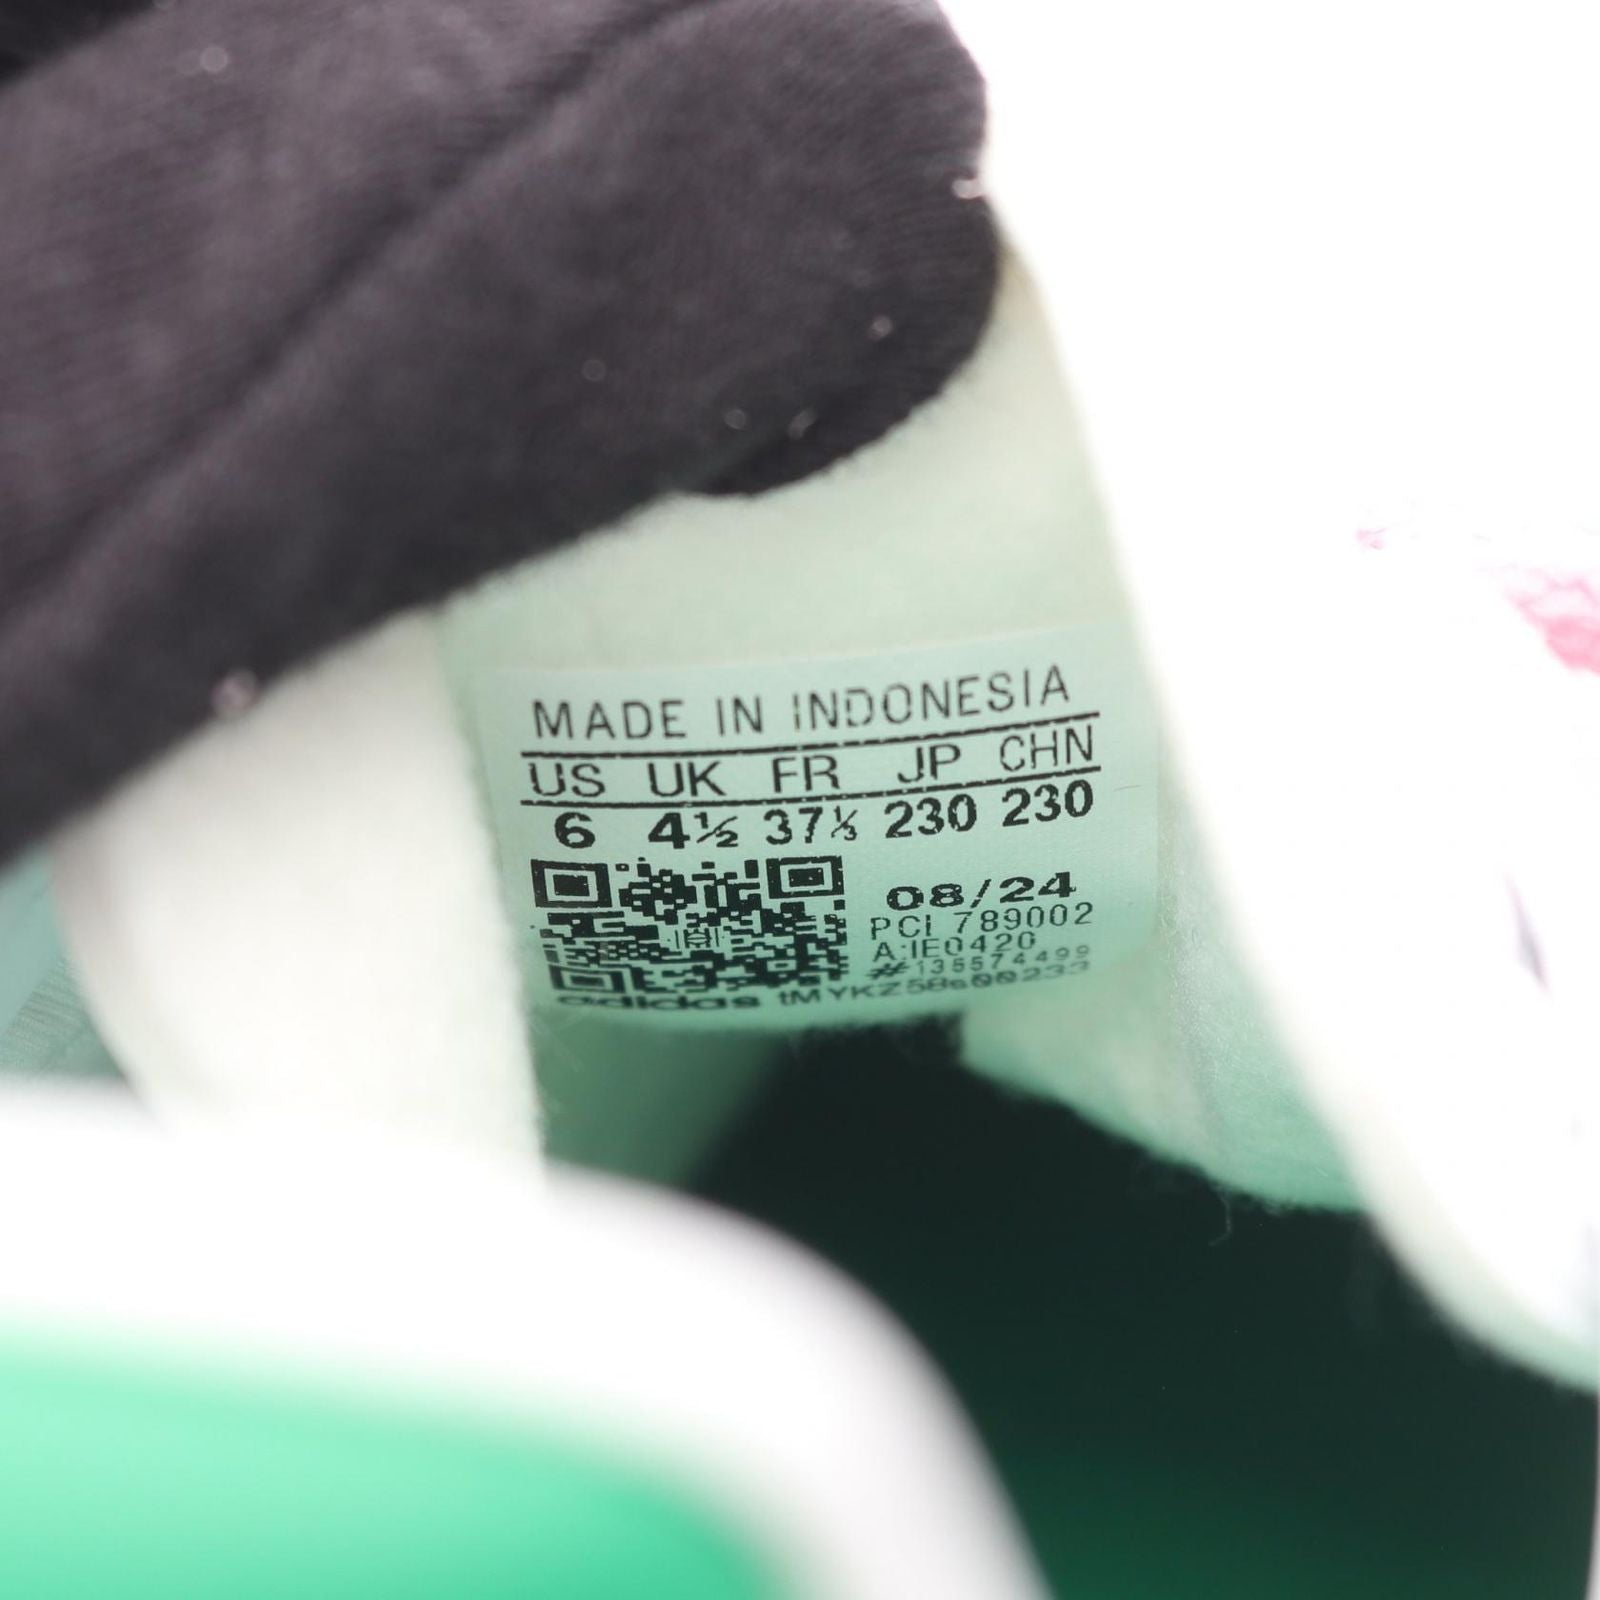 MADE IN INDONESIA
US UK FR JP CHN
6 4½ 37⅓ 230 230
08/24
PCI 789002
A:IE0420
#135574499
adidas